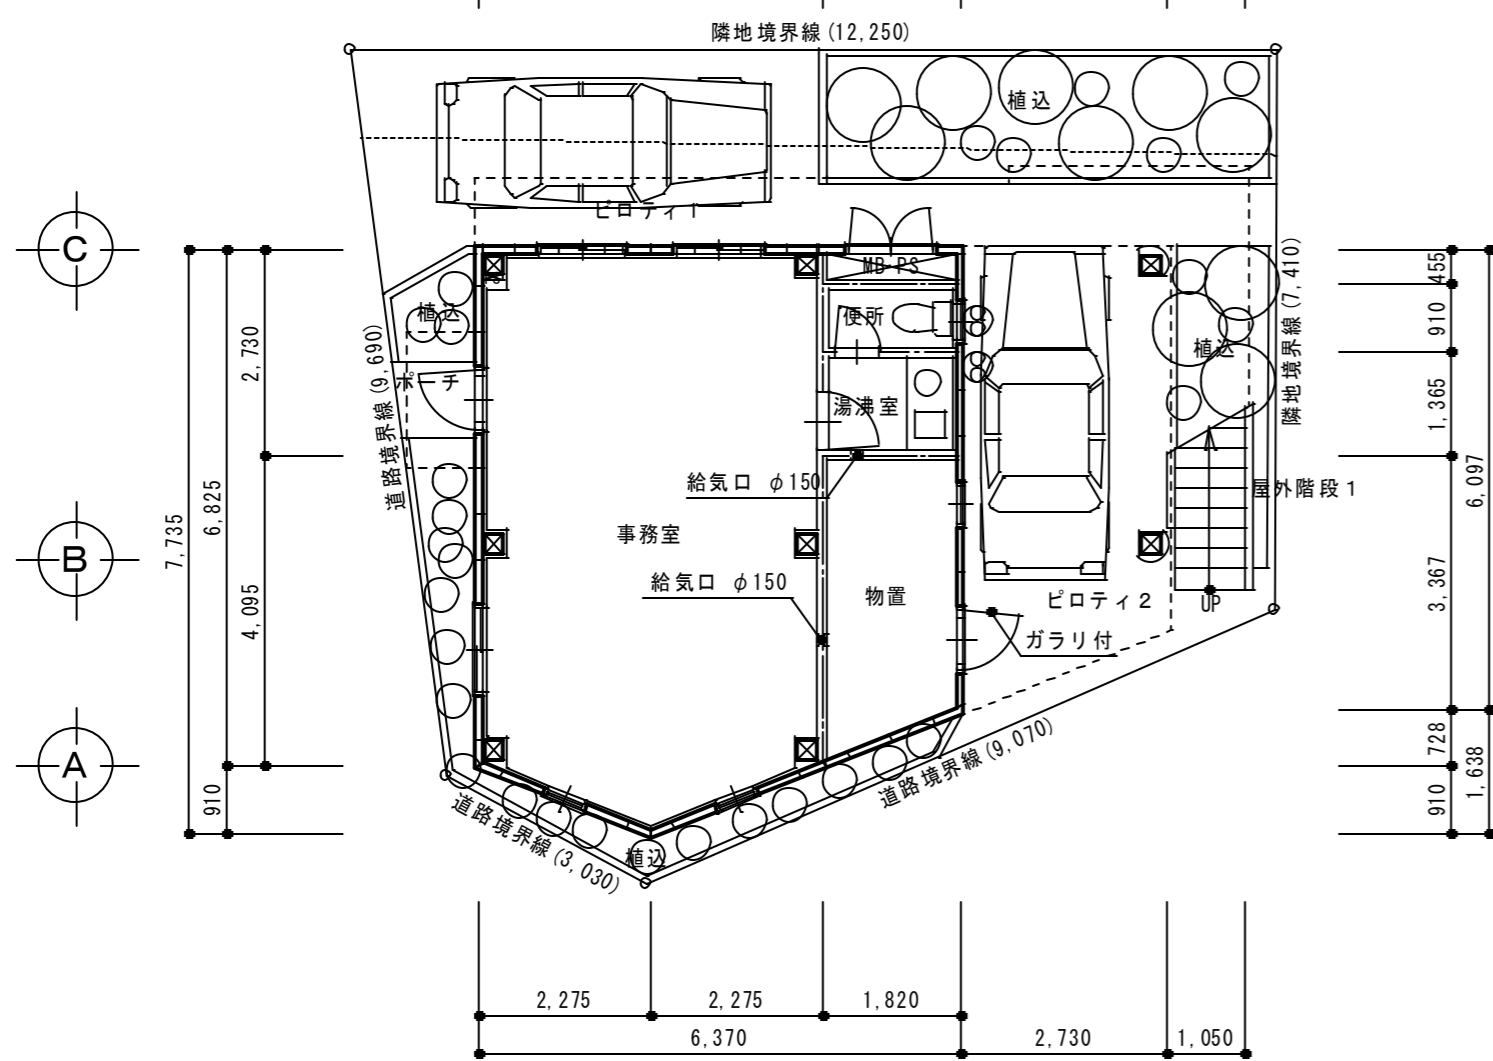 隣地境界線 (12,250)
植込
ピロティ1
C
MB PS
便所
植込
ポーチ
湯沸室
植込
道路境界線 (9,690)
隣地境界線 (7,410)
給気口 φ150
屋外階段1
事務室
B
給気口 φ150
物置
ピロティ2
UP
ガラリ付
A
道路境界線 (9,070)
道路境界線 (3,030)
植込
7,735
6,825
910
2,730
4,095
455
910
1,365
3,367
728
910
6,097
1,638
2,275
2,275
1,820
6,370
2,730
1,050